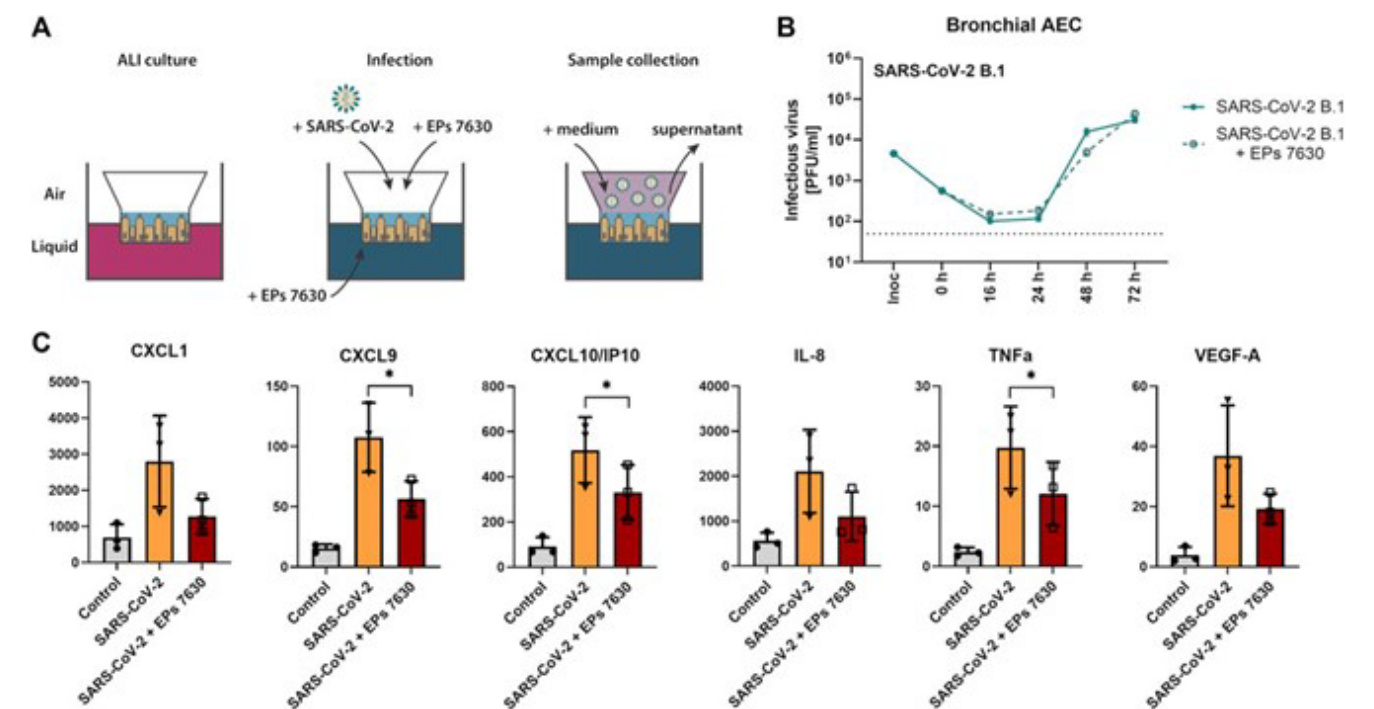 A
ALI culture
Infection
Sample collection
+ SARS-CoV-2
+ EPs 7630
+ medium
supernatant
Air
Liquid
+ EPs 7630
B
Bronchial AEC
SARS-CoV-2 B.1
Infectious virus
[PFU/ml]
10⁶
10⁵
10⁴
10³
10²
10¹
Inoc
0 h
16 h
24 h
48 h
72 h
SARS-CoV-2 B.1
SARS-CoV-2 B.1
+ EPs 7630
C
CXCL1
5000
4000
3000
2000
1000
0
Control
SARS-CoV-2
SARS-CoV-2 + EPs 7630
CXCL9
*
150
100
50
0
Control
SARS-CoV-2
SARS-CoV-2 + EPs 7630
CXCL10/IP10
*
800
600
400
200
0
Control
SARS-CoV-2
SARS-CoV-2 + EPs 7630
IL-8
4000
3000
2000
1000
0
Control
SARS-CoV-2
SARS-CoV-2 + EPs 7630
TNFa
*
30
20
10
0
Control
SARS-CoV-2
SARS-CoV-2 + EPs 7630
VEGF-A
60
40
20
0
Control
SARS-CoV-2
SARS-CoV-2 + EPs 7630